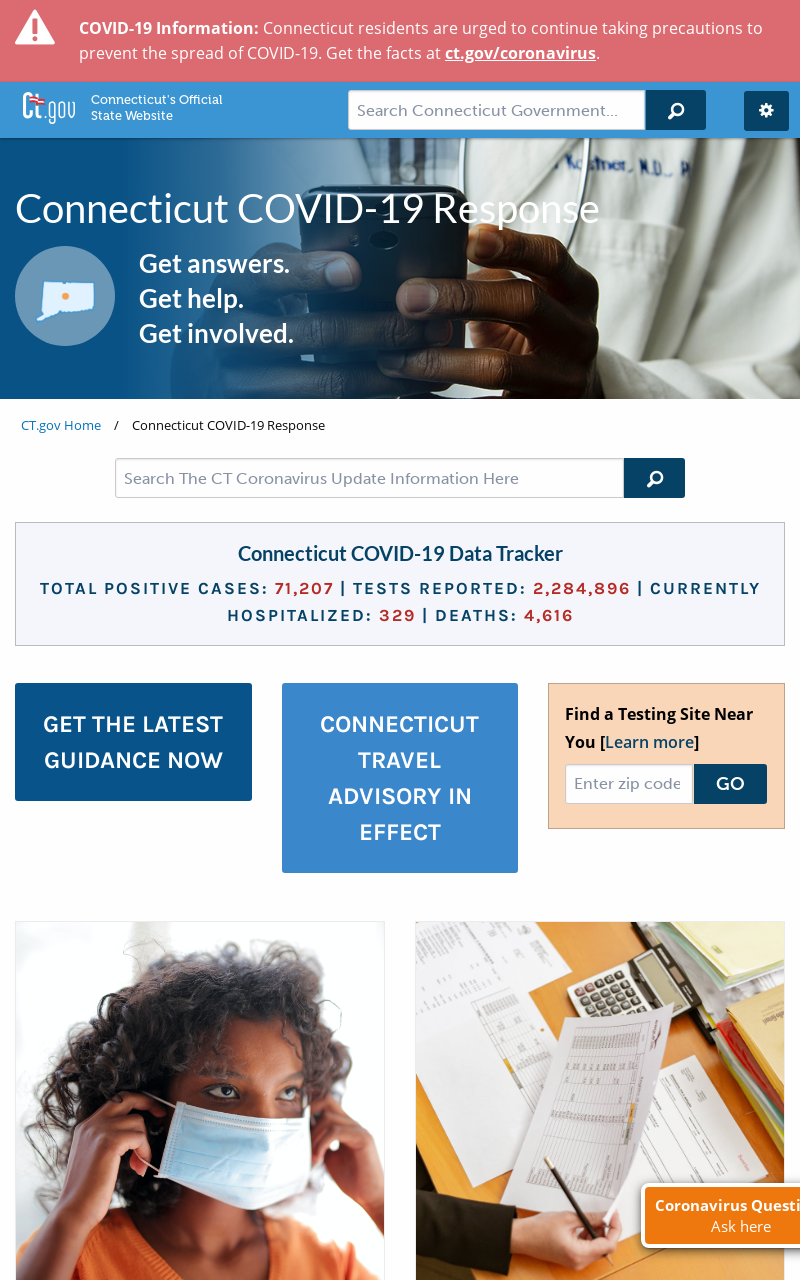 COVID-19 Information: Connecticut residents are urged to continue taking precautions to
prevent the spread of COVID-19. Get the facts at ct.gov/coronavirus.
Ct.gov
Connecticut's Official
State Website
Search Connecticut Government...
Connecticut COVID-19 Response
Get answers.
Get help.
Get involved.
CT.gov Home / Connecticut COVID-19 Response
Search The CT Coronavirus Update Information Here
Connecticut COVID-19 Data Tracker
TOTAL POSITIVE CASES: 71,207 | TESTS REPORTED: 2,284,896 | CURRENTLY
HOSPITALIZED: 329 | DEATHS: 4,616
GET THE LATEST
GUIDANCE NOW
CONNECTICUT
TRAVEL
ADVISORY IN
EFFECT
Find a Testing Site Near
You [Learn more]
Enter zip code
GO
Coronavirus Questi
Ask here